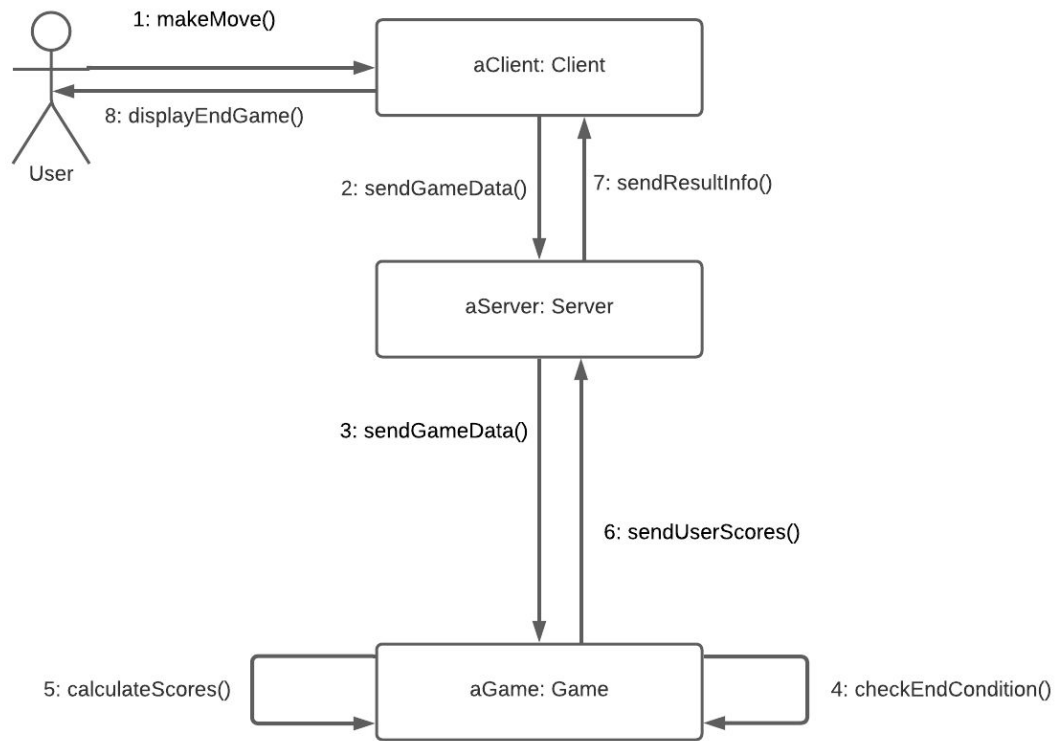 1: makeMove()
aClient: Client
8: displayEndGame()
User
2: sendGameData()
7: sendResultInfo()
aServer: Server
3: sendGameData()
6: sendUserScores()
5: calculateScores()
aGame: Game
4: checkEndCondition()